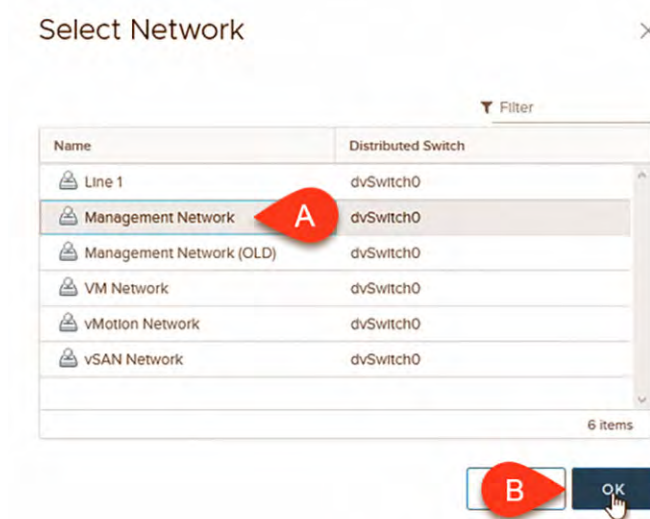 Select Network
Filter
Name Distributed Switch
Line 1 dvSwitch0
Management Network A dvSwitch0
Management Network (OLD) dvSwitch0
VM Network dvSwitch0
vMotion Network dvSwitch0
vSAN Network dvSwitch0
6 items
B OK